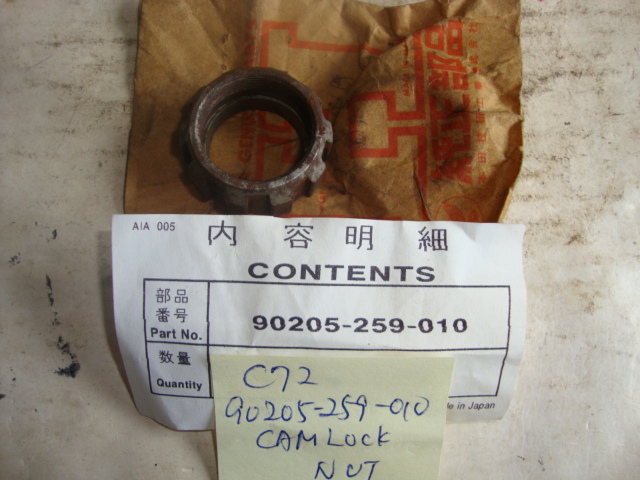 AIA 005
内容明細
CONTENTS
部品
番号
Part No.
90205-259-010
数量
Quantity
in Japan
C72
90205-259-010
CAM LOCK
NUT